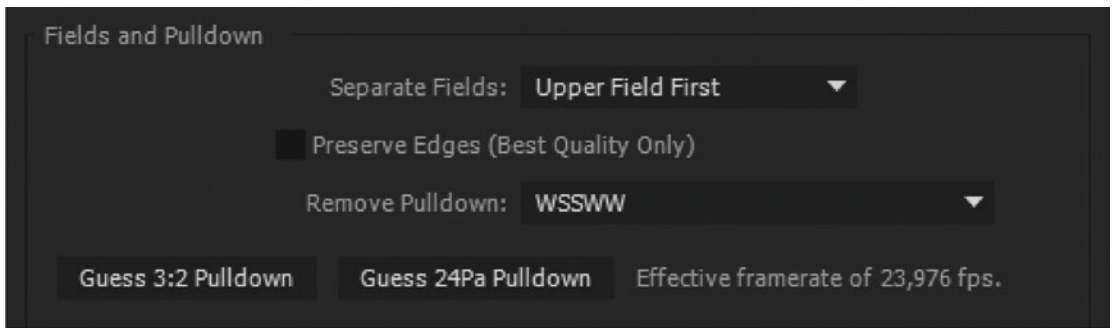 Fields and Pulldown
Separate Fields: Upper Field First
Preserve Edges (Best Quality Only)
Remove Pulldown: WSSWW
Guess 3:2 Pulldown Guess 24Pa Pulldown Effective framerate of 23,976 fps.